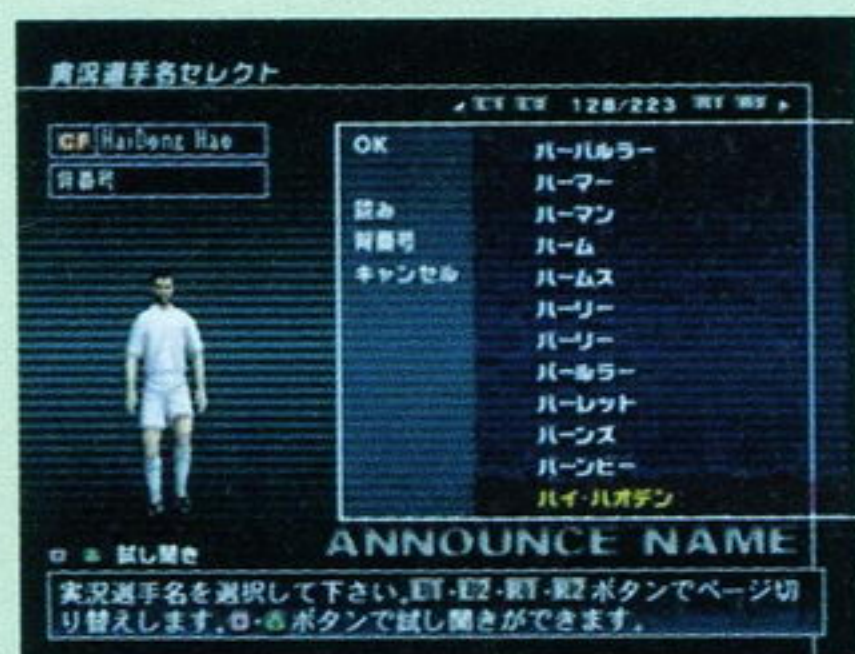 実況選手名セレクト
L1 L2 128/223 R1 R2
CF HaiDong Hao
背番号
OK
読み
背番号
キャンセル
ハーバルラー
ハーマー
ハーマン
ハーム
ハームス
ハーリー
ハーリー
ハールラー
ハーレット
ハーンズ
ハーンヒー
ハイ・ハオデン
試し聞き
ANNOUNCE NAME
実況選手名を選択して下さい。L1・L2・R1・R2ボタンでページ切
り替えします。□・△ボタンで試し聞きができます。